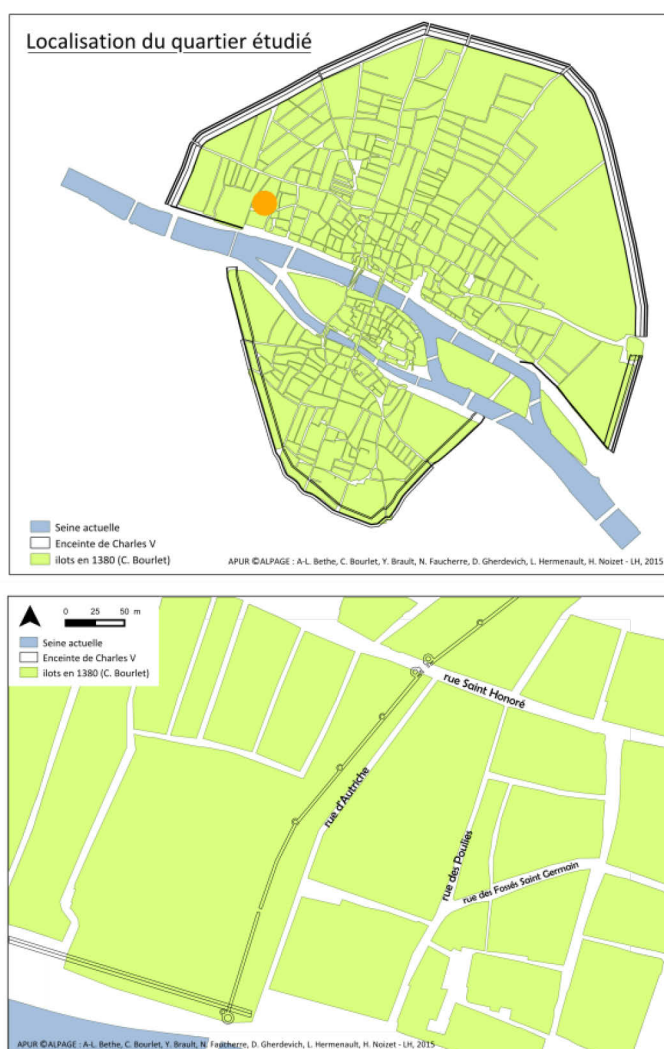 Localisation du quartier étudié
Seine actuelle
Enceinte de Charles V
ilots en 1380 (C. Bourlet)
APUR ©ALPAGE : A-L. Bethe, C. Bourlet, Y. Brault, N. Faucherre, D. Gherdevich, L. Hermenault, H. Noizet - LH, 2015
0 25 50 m
Seine actuelle
Enceinte de Charles V
ilots en 1380 (C. Bourlet)
rue Saint Honoré
rue d'Autriche
rue des Poulies
rue des Fossés Saint Germain
APUR ©ALPAGE : A-L. Bethe, C. Bourlet, Y. Brault, N. Faucherre, D. Gherdevich, L. Hermenault, H. Noizet - LH, 2015